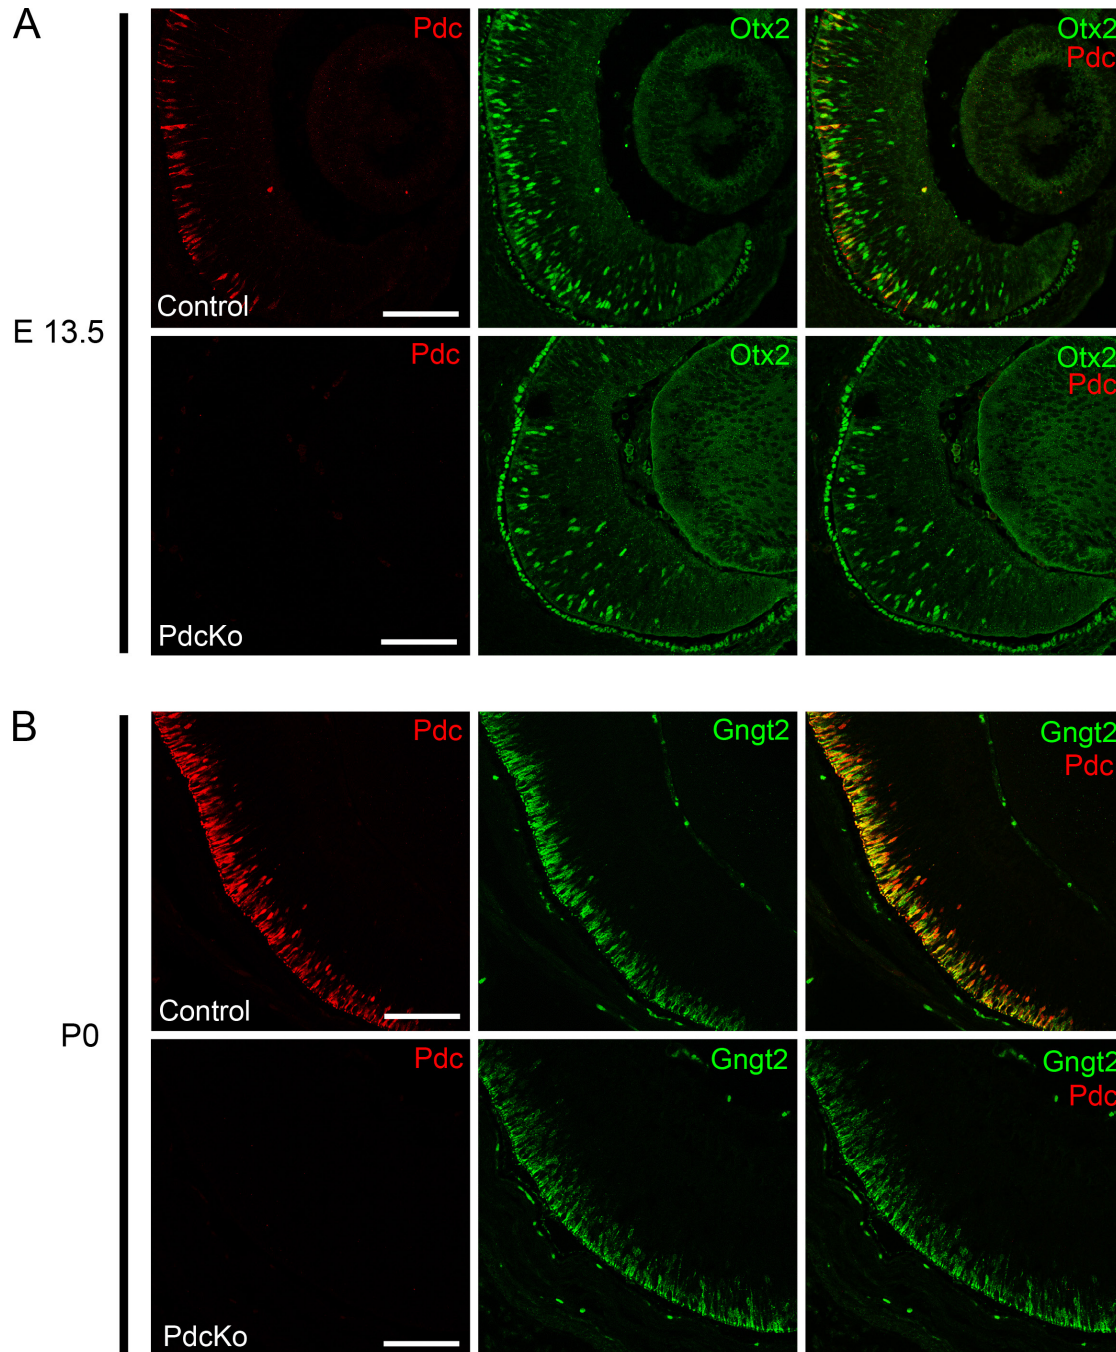 A
Pdc
Otx2
Otx2
Pdc
Control
E 13.5
Pdc
Otx2
Otx2
Pdc
PdcKo
B
Pdc
Gngt2
Gngt2
Pdc
Control
P0
Pdc
Gngt2
Gngt2
Pdc
PdcKo